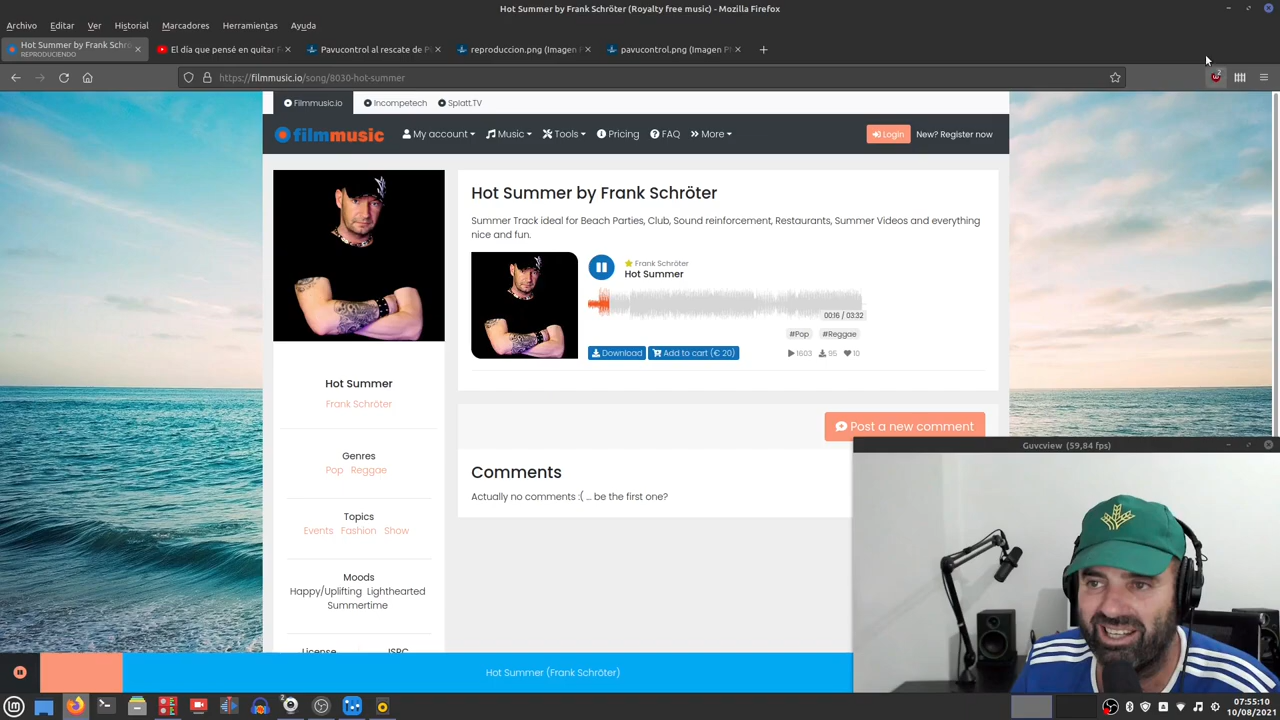 Hot Summer by Frank Schröter (Royalty free music) - Mozilla Firefox
Archivo Editar Ver Historial Marcadores Herramientas Ayuda
Hot Summer by Frank Schrö
REPRODUCIENDO
El día que pensé en quitar F
Pavucontrol al rescate de P
reproduccion.png (Imagen F
pavucontrol.png (Imagen P
https://filmmusic.io/song/8030-hot-summer
Filmmusic.io Incompetech Splatt.TV
filmmusic My account Music Tools Pricing FAQ More Login New? Register now
Hot Summer by Frank Schröter
Summer Track ideal for Beach Parties, Club, Sound reinforcement, Restaurants, Summer Videos and everything
nice and fun.
Frank Schröter
Hot Summer
00:16 / 03:32
#Pop #Reggae
Download Add to cart (€ 20) 1603 95 10
Hot Summer
Frank Schröter
Genres
Pop Reggae
Topics
Events Fashion Show
Moods
Happy/Uplifting Lighthearted
Summertime
License ISRC
Post a new comment
Comments
Actually no comments :( ... be the first one?
Guvcview (59,84 fps)
Hot Summer (Frank Schröter)
2
07:55:10
10/08/2021